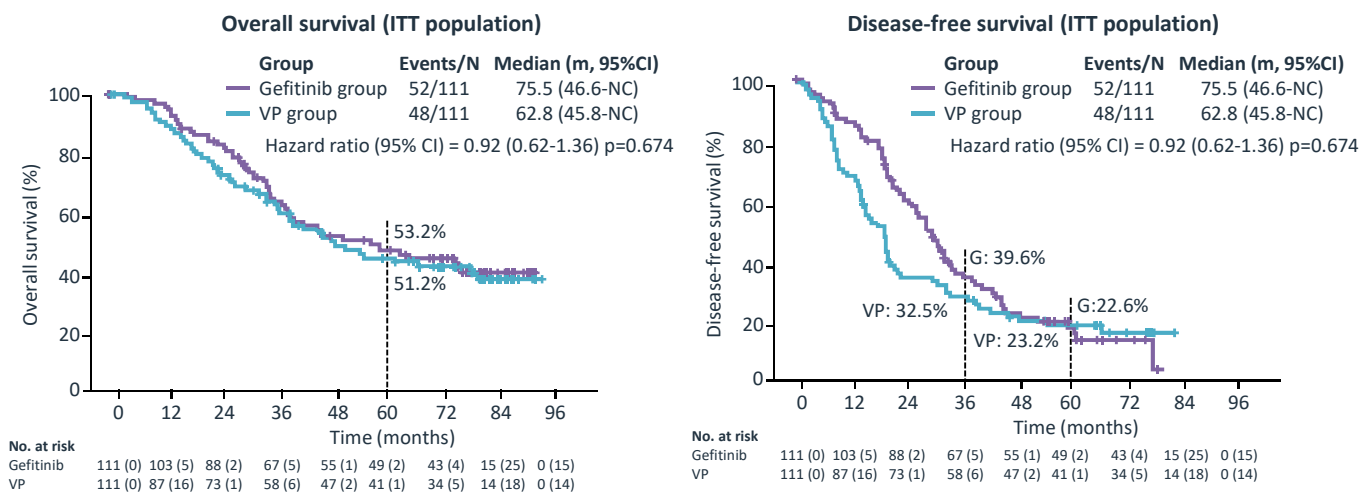 Overall survival (ITT population)
Group Events/N Median (m, 95%CI)
Gefitinib group 52/111 75.5 (46.6-NC)
VP group 48/111 62.8 (45.8-NC)
Hazard ratio (95% CI) = 0.92 (0.62-1.36) p=0.674
Overall survival (%)
100
80
60
40
20
0
53.2%
51.2%
0 12 24 36 48 60 72 84 96
Time (months)
No. at risk
Gefitinib 111 (0) 103 (5) 88 (2) 67 (5) 55 (1) 49 (2) 43 (4) 15 (25) 0 (15)
VP 111 (0) 87 (16) 73 (1) 58 (6) 47 (2) 41 (1) 34 (5) 14 (18) 0 (14)
Disease-free survival (ITT population)
Group Events/N Median (m, 95%CI)
Gefitinib group 52/111 75.5 (46.6-NC)
VP group 48/111 62.8 (45.8-NC)
Hazard ratio (95% CI) = 0.92 (0.62-1.36) p=0.674
Disease-free survival (%)
100
80
60
40
20
0
G: 39.6%
VP: 32.5%
G:22.6%
VP: 23.2%
0 12 24 36 48 60 72 84 96
Time (months)
No. at risk
Gefitinib 111 (0) 103 (5) 88 (2) 67 (5) 55 (1) 49 (2) 43 (4) 15 (25) 0 (15)
VP 111 (0) 87 (16) 73 (1) 58 (6) 47 (2) 41 (1) 34 (5) 14 (18) 0 (14)